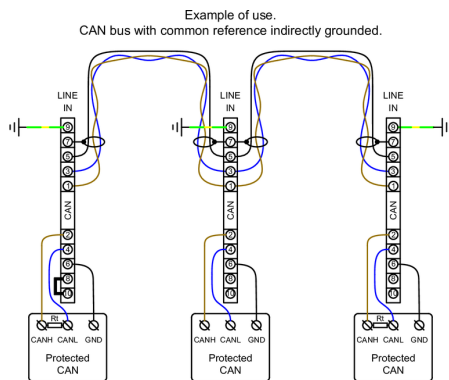 Example of use.
CAN bus with common reference indirectly grounded.
LINE
IN
9
7
5
3
1
CAN
2
4
6
8
10
Rt
CANH CANL GND
Protected
CAN
LINE
IN
9
7
5
3
1
CAN
2
4
6
8
10
CANH CANL GND
Protected
CAN
LINE
IN
9
7
5
3
1
CAN
2
4
6
8
10
Rt
CANH CANL GND
Protected
CAN